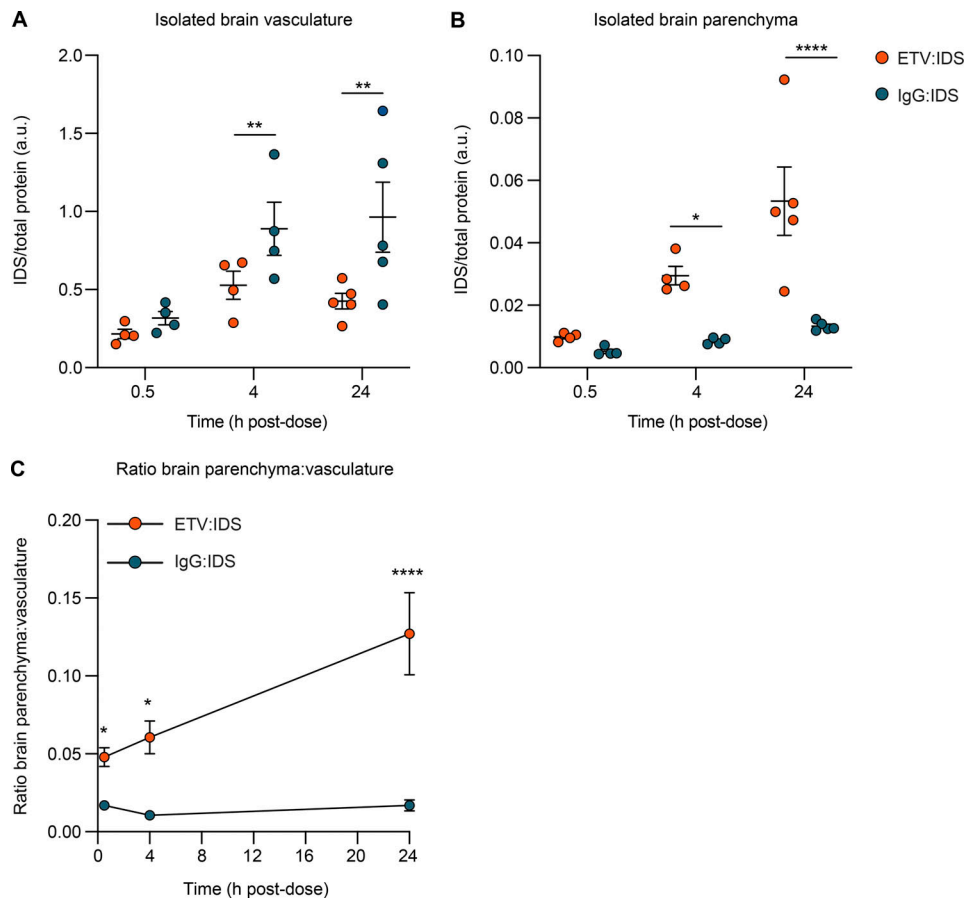 A
Isolated brain vasculature
IDS/total protein (a.u.)
2.0
1.5
1.0
0.5
0.0
**
**
0.5
4
24
Time (h post-dose)
B
Isolated brain parenchyma
IDS/total protein (a.u.)
0.10
0.08
0.06
0.04
0.02
0.00
*
****
0.5
4
24
Time (h post-dose)
ETV:IDS
IgG:IDS
C
Ratio brain parenchyma:vasculature
Ratio brain parenchyma:vasculature
0.20
0.15
0.10
0.05
0.00
ETV:IDS
IgG:IDS
*
*
****
0 4 8 12 16 20 24
Time (h post-dose)